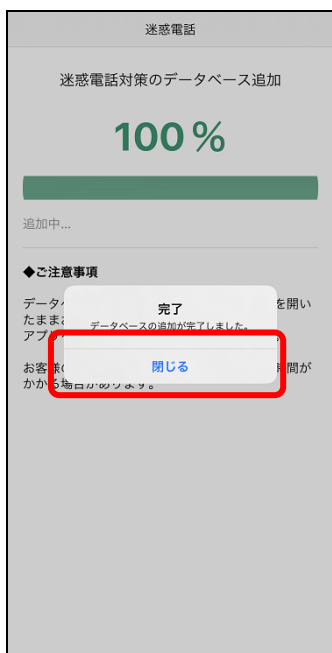 迷惑電話
迷惑電話対策のデータベース追加
100 %
追加中...
◆ご注意事項
データ
を開い
たまま
アプリ
完了
データベースの追加が完了しました。
閉じる
お客様
時間が
かかる場合があります。